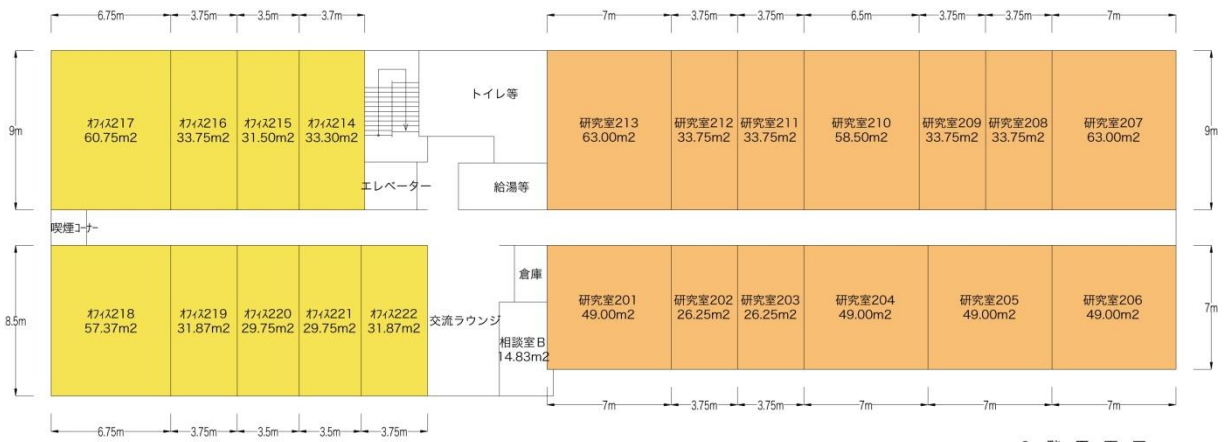 6.75m 3.75m 3.5m 3.7m 7m 3.75m 3.75m 6.5m 3.75m 3.75m 7m
9m
オフィス217
60.75m2
オフィス216
33.75m2
オフィス215
31.50m2
オフィス214
33.30m2
トイレ等
エレベーター
給湯等
研究室213
63.00m2
研究室212
33.75m2
研究室211
33.75m2
研究室210
58.50m2
研究室209
33.75m2
研究室208
33.75m2
研究室207
63.00m2
9m
喫煙コーナー
8.5m
オフィス218
57.37m2
オフィス219
31.87m2
オフィス220
29.75m2
オフィス221
29.75m2
オフィス222
31.87m2
交流ラウンジ
倉庫
相談室B
14.83m2
研究室201
49.00m2
研究室202
26.25m2
研究室203
26.25m2
研究室204
49.00m2
研究室205
49.00m2
研究室206
49.00m2
7m
7m 3.75m 3.75m 7m 7m 7m
6.75m 3.75m 3.5m 3.5m 3.75m